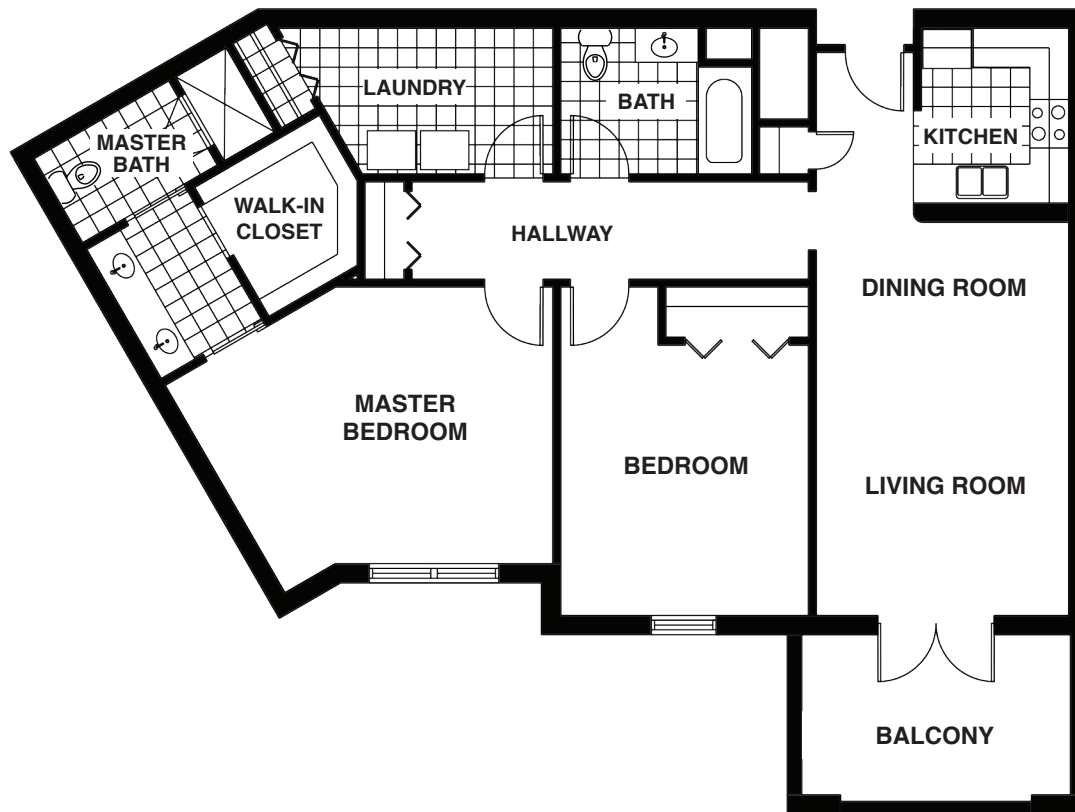 LAUNDRY
BATH
MASTER
BATH
KITCHEN
WALK-IN
CLOSET
HALLWAY
DINING ROOM
MASTER
BEDROOM
BEDROOM
LIVING ROOM
BALCONY